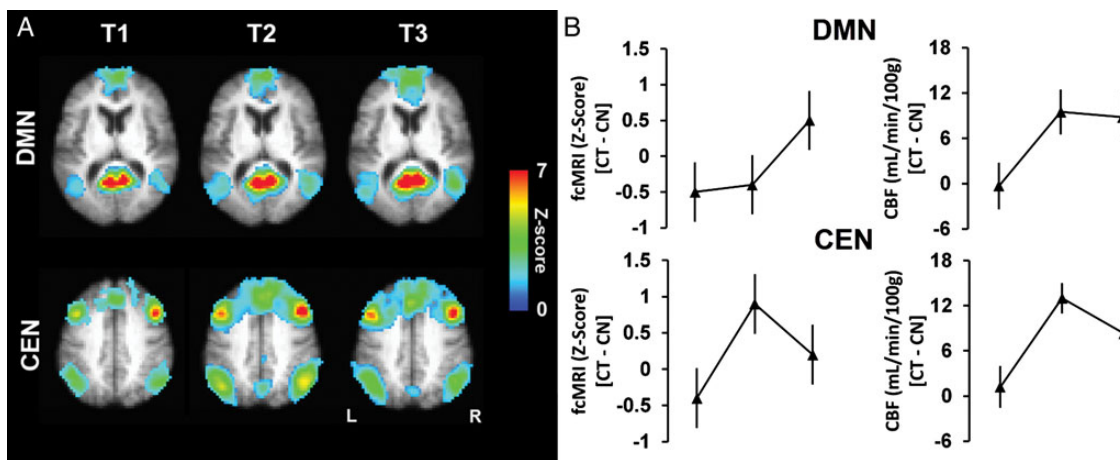 A
T1 T2 T3
DMN
CEN
7
Z-score
0
L R
B
DMN
fcMRI (Z-Score)
[CT - CN]
1.5
1
0.5
0
-0.5
-1
CBF (mL/min/100g)
[CT - CN]
18
12
6
0
-6
CEN
fcMRI (Z-Score)
[CT - CN]
1.5
1
0.5
0
-0.5
-1
CBF (mL/min/100g)
[CT - CN]
18
12
6
0
-6